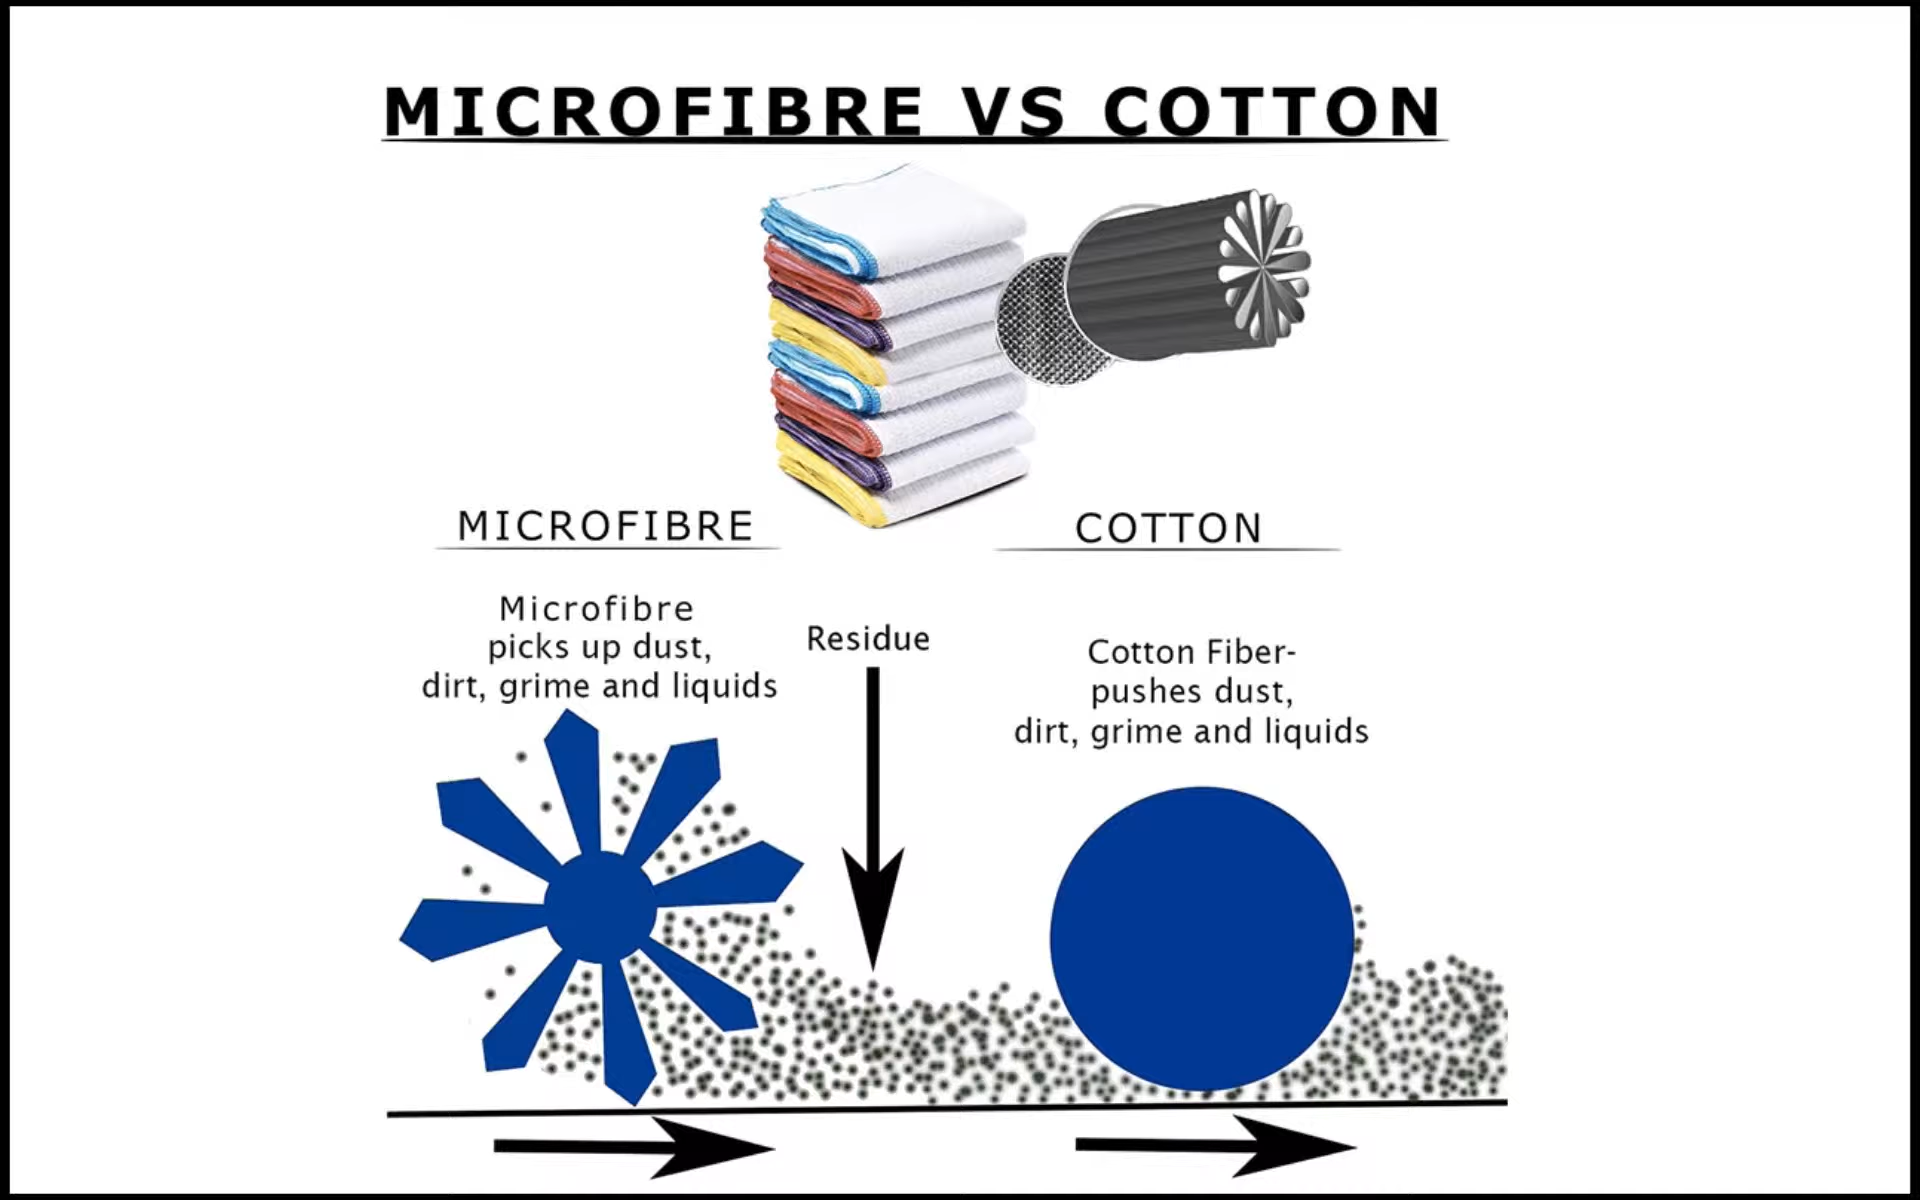 MICROFIBRE VS COTTON
MICROFIBRE
Microfibre
picks up dust,
dirt, grime and liquids
Residue
COTTON
Cotton Fiber-
pushes dust,
dirt, grime and liquids